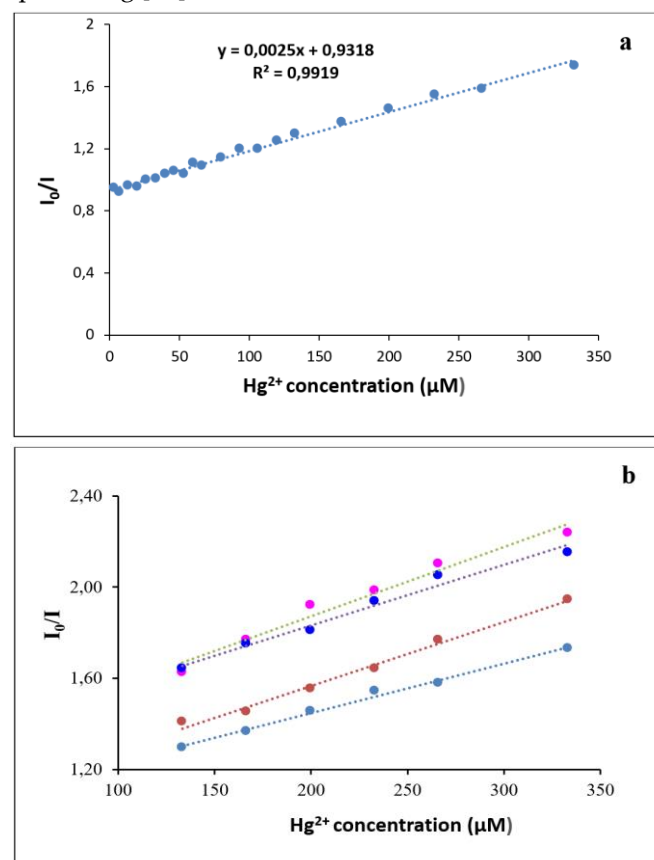 a
y = 0,0025x + 0,9318
R² = 0,9919
2
1,6
1,2
0,8
0,4
0
I₀/I
0 50 100 150 200 250 300 350
Hg²⁺ concentration (µM)
b
2,40
2,00
1,60
1,20
I₀/I
100 150 200 250 300 350
Hg²⁺ concentration (µM)